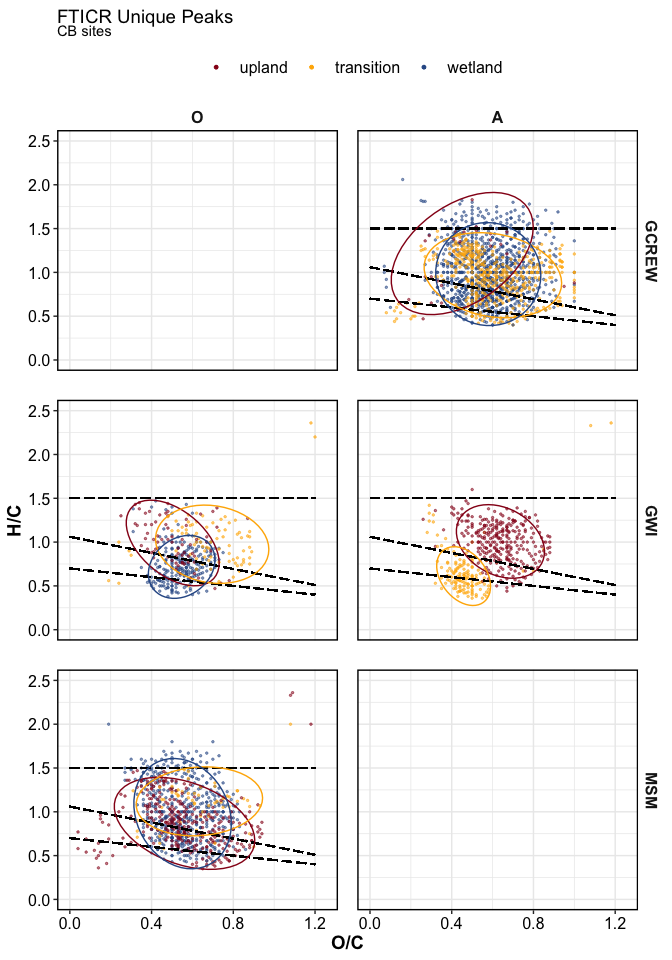 FTICR Unique Peaks
CB sites
upland transition wetland
O A
2.5
2.0
1.5
1.0
0.5
0.0
GCREW
2.5
2.0
1.5
1.0
0.5
0.0
GWI
H/C
2.5
2.0
1.5
1.0
0.5
0.0
MSM
0.0 0.4 0.8 1.2 0.0 0.4 0.8 1.2
O/C